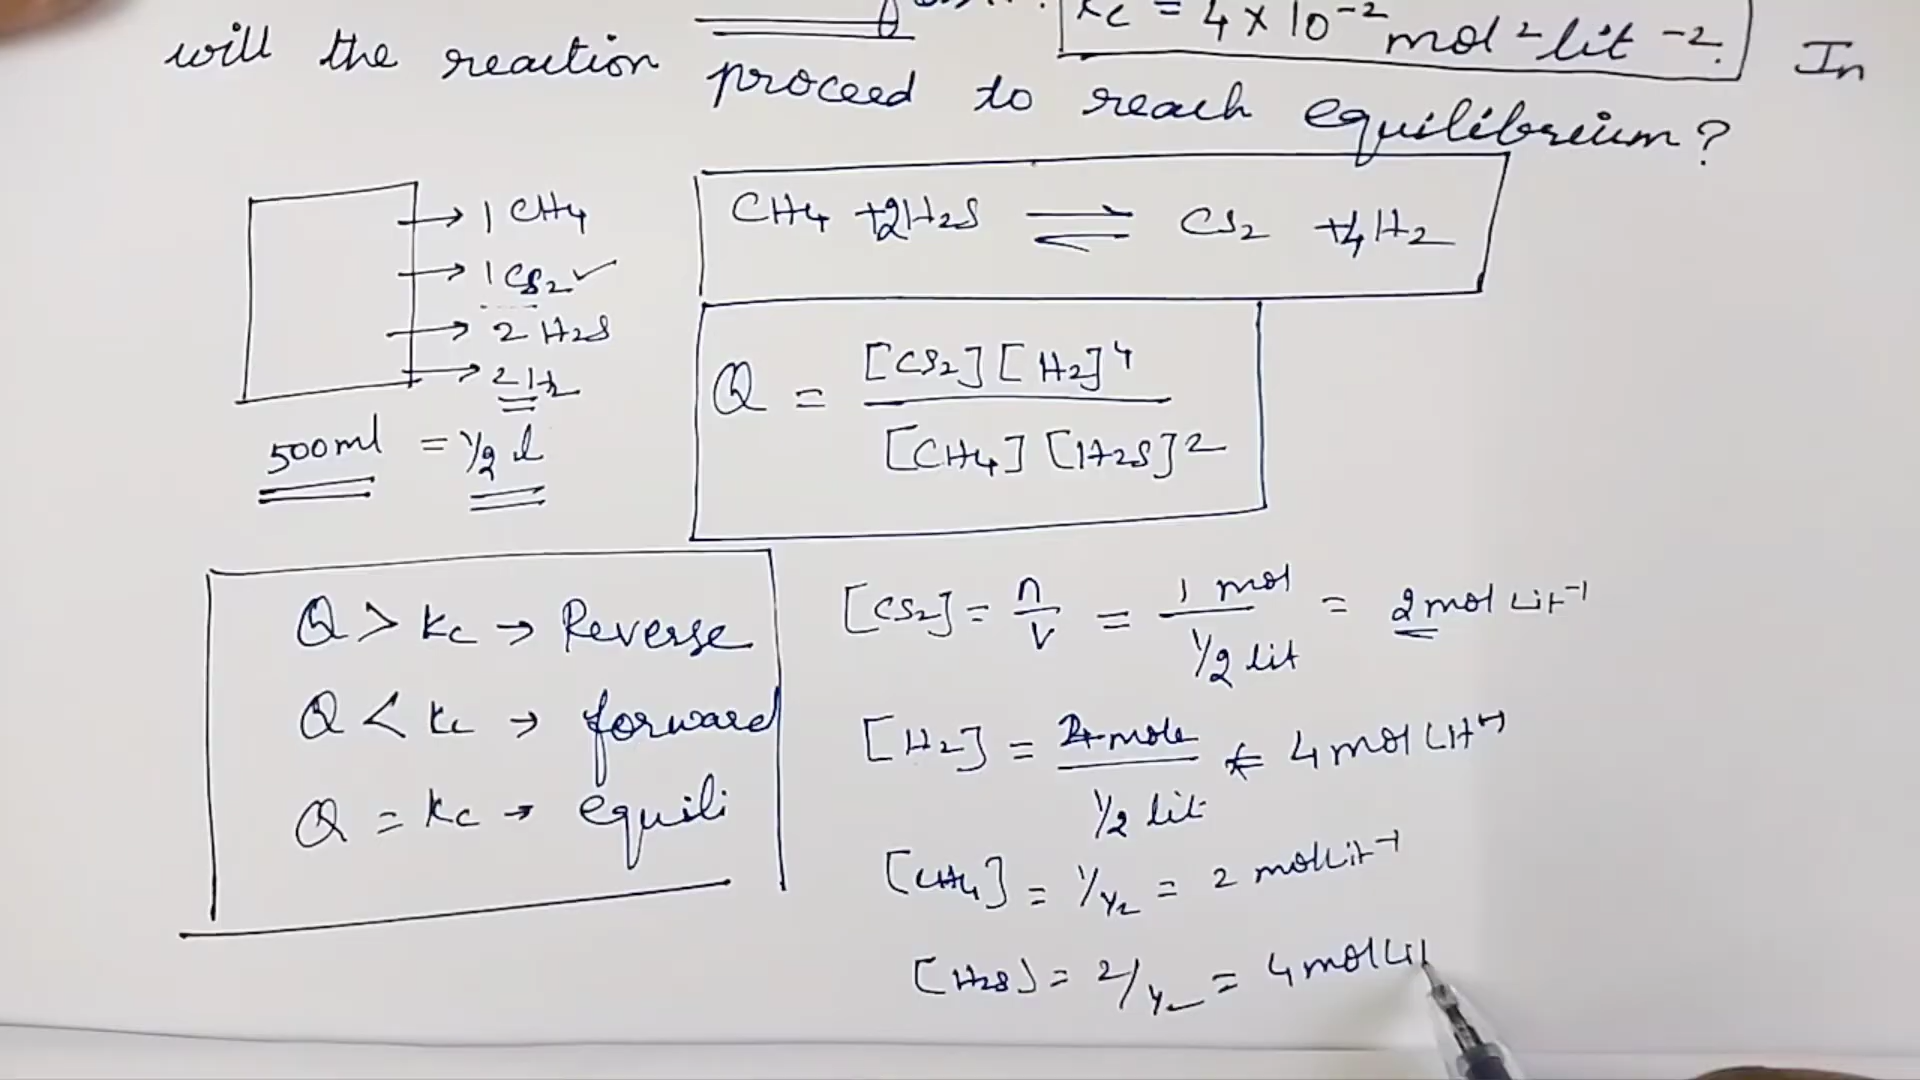 Kc = 4 × 10⁻² mol² lit⁻². In
will the reaction proceed to reach equilibrium?
→ 1 CH4
→ 1 CS2 ✓
→ 2 H2S
→ 2 H2
500ml = 1/2 l
CH4 + 2H2S ⇌ CS2 + 4H2
Q = [CS2] [H2]⁴ / [CH4] [H2S]²
Q > Kc → Reverse
Q < Kc → forward
Q = Kc → equili
[CS2] = n/V = 1 mol / 1/2 lit = 2 mol Lit⁻¹
[H2] = 2 mole / 1/2 lit = 4 mol Lit⁻¹
[CH4] = 1/1/2 = 2 mol Lit⁻¹
[H2S] = 2/1/2 = 4 mol Lit